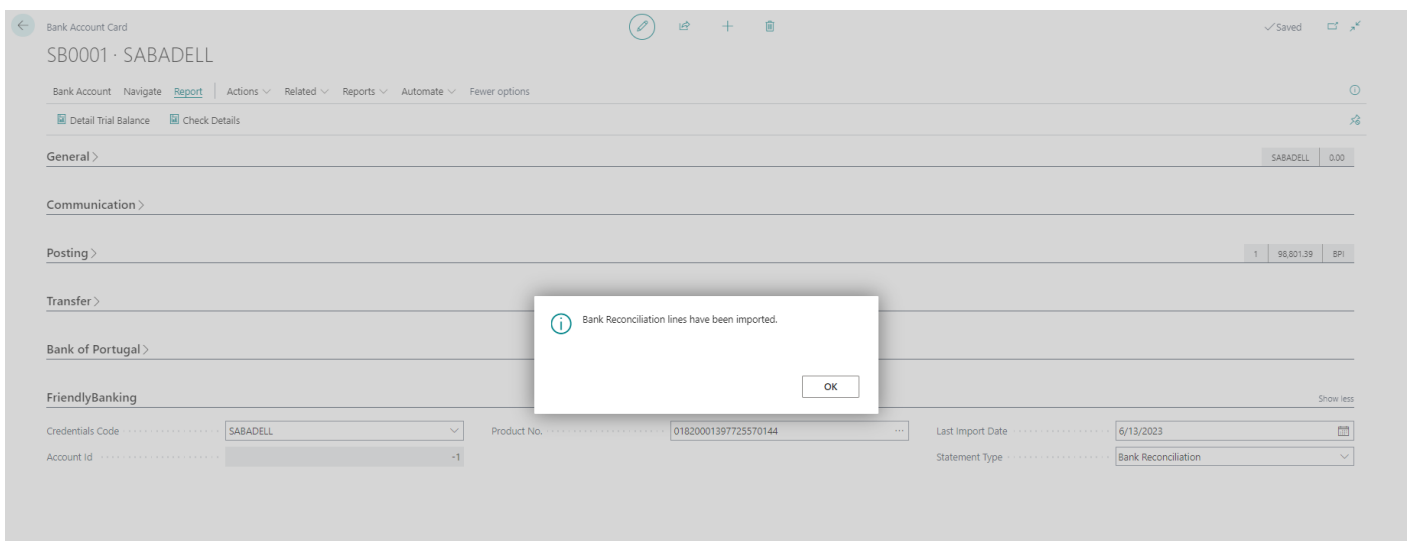 Bank Account Card
Saved
SB0001 · SABADELL
Bank Account Navigate Report Actions Related Reports Automate Fewer options
Detail Trial Balance Check Details
General
SABADELL 0.00
Communication
Posting
1 98,801.39 BPI
Transfer
Bank Reconciliation lines have been imported.
Bank of Portugal
OK
FriendlyBanking
Show less
Credentials Code SABADELL Product No. 01820001397725570144 Last Import Date 6/13/2023
Account Id -1 Statement Type Bank Reconciliation